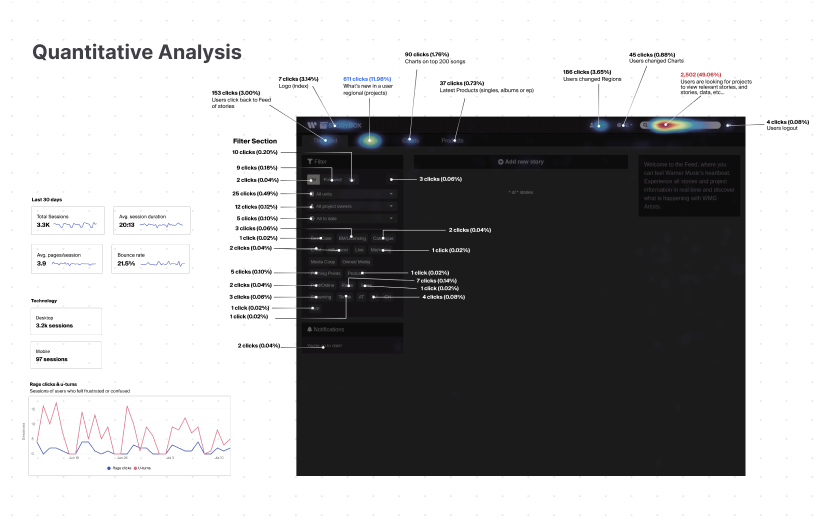 Quantitative Analysis
90 clicks (1.76%)
Charts on top 200 songs
45 clicks (0.88%)
Users changed Charts
7 clicks (3.14%)
Logo (Index)
611 clicks (11.98%)
What's new in a user
regional (projects)
37 clicks (0.73%)
Latest Products (singles, albums or ep)
186 clicks (3.65%)
Users changed Regions
2,502 (49.06%)
Users are looking for projects
to view relevant stories, and
stories, data, etc...
153 clicks (3.00%)
Users click back to Feed
of stories
4 clicks (0.08%)
Users logout
Filter Section
10 clicks (0.20%)
9 clicks (0.18%)
2 clicks (0.04%)
3 clicks (0.06%)
25 clicks (0.49%)
12 clicks (0.12%)
5 clicks (0.10%)
3 clicks (0.06%)
1 click (0.02%)
2 clicks (0.04%)
2 clicks (0.04%)
1 click (0.02%)
5 clicks (0.10%)
1 click (0.02%)
7 clicks (0.14%)
2 clicks (0.04%)
1 click (0.02%)
3 clicks (0.06%)
4 clicks (0.08%)
1 click (0.02%)
1 click (0.02%)
2 clicks (0.04%)
Filter
Add new story
Welcome to the Feed, where you
can feel Warner Music's heartbeat.
Experience all stories and project
information in real-time and discover
what is happening with WMG
Artists.
All project owners
All to date
Live
Media Corp
Owned Media
Notifications
Last 30 days
Total Sessions
3.3K
Avg. session duration
20:13
Avg. pages/session
3.9
Bounce rate
21.5%
Technology
Desktop
3.2k sessions
Mobile
97 sessions
Rage clicks & u-turns
Sessions of users who felt frustrated or confused
Jul 3
Jul 10
Rage clicks
u-turns